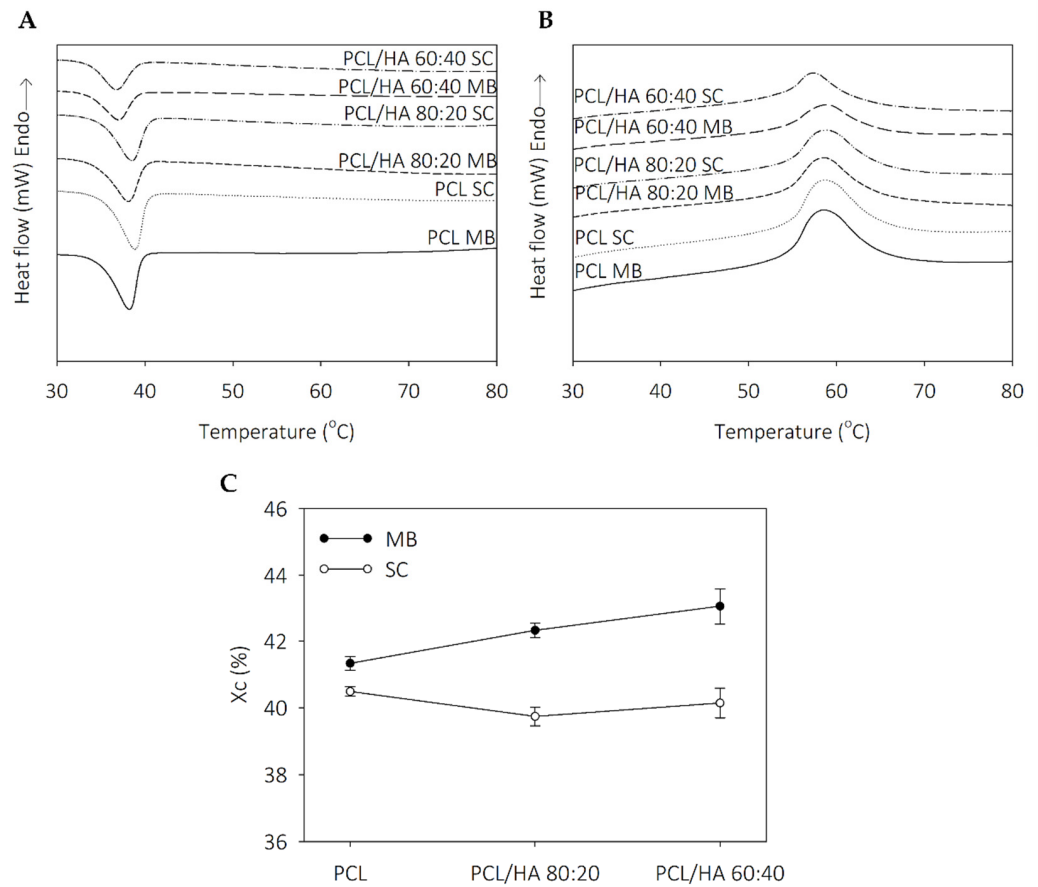 A
PCL/HA 60:40 SC
PCL/HA 60:40 MB
PCL/HA 80:20 SC
PCL/HA 80:20 MB
PCL SC
PCL MB
Heat flow (mW) Endo→
30 40 50 60 70 80
Temperature (°C)
B
PCL/HA 60:40 SC
PCL/HA 60:40 MB
PCL/HA 80:20 SC
PCL/HA 80:20 MB
PCL SC
PCL MB
Heat flow (mW) Endo→
30 40 50 60 70 80
Temperature (°C)
C
46
44
42
40
38
36
Xc (%)
MB
SC
PCL PCL/HA 80:20 PCL/HA 60:40